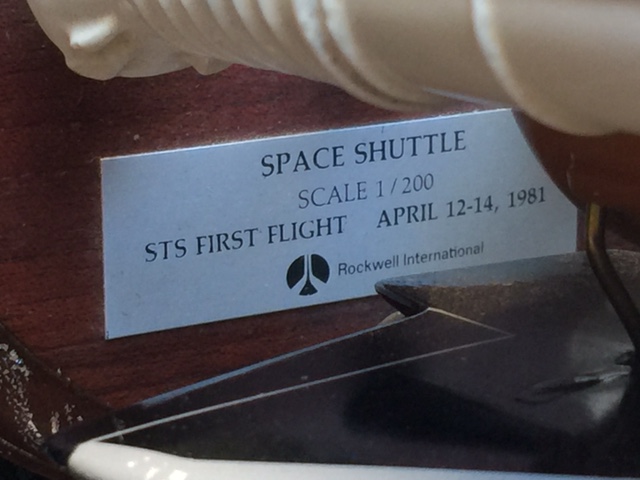 SPACE SHUTTLE
SCALE 1/200
STS FIRST FLIGHT APRIL 12-14, 1981
Rockwell International